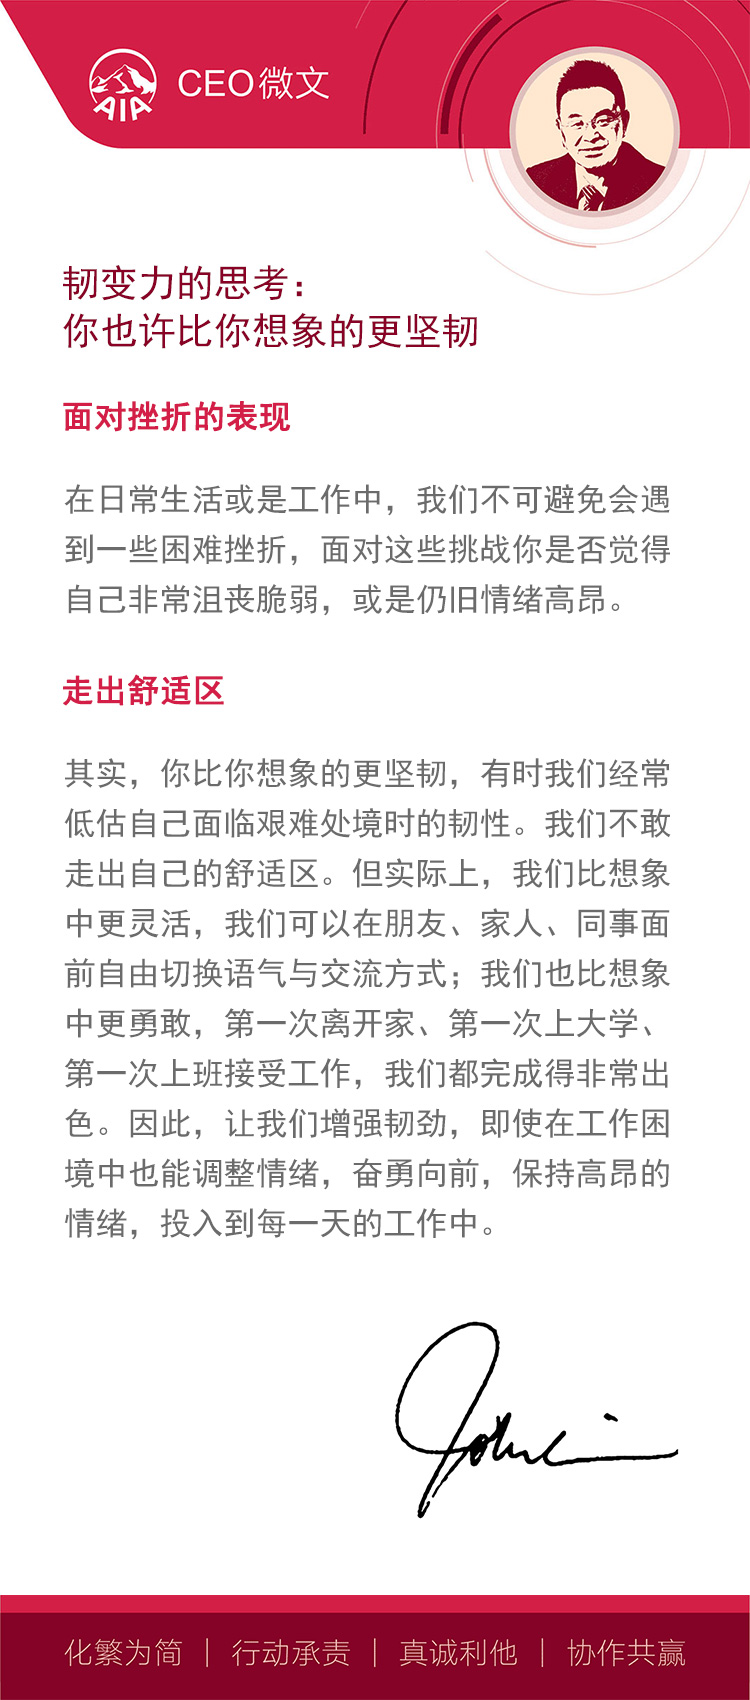 AIA
CEO微文
韧变力的思考：
你也许比你想象的更坚韧
面对挫折的表现
在日常生活或是工作中，我们不可避免会遇
到一些困难挫折，面对这些挑战你是否觉得
自己非常沮丧脆弱，或是仍旧情绪高昂。
走出舒适区
其实，你比你想象的更坚韧，有时我们经常
低估自己面临艰难处境时的韧性。我们不敢
走出自己的舒适区。但实际上，我们比想象
中更灵活，我们可以在朋友、家人、同事面
前自由切换语气与交流方式；我们也比想象
中更勇敢，第一次离开家、第一次上大学、
第一次上班接受工作，我们都完成得非常出
色。因此，让我们增强韧劲，即使在工作困
境中也能调整情绪，奋勇向前，保持高昂的
情绪，投入到每一天的工作中。
化繁为简 | 行动承责 | 真诚利他 | 协作共赢